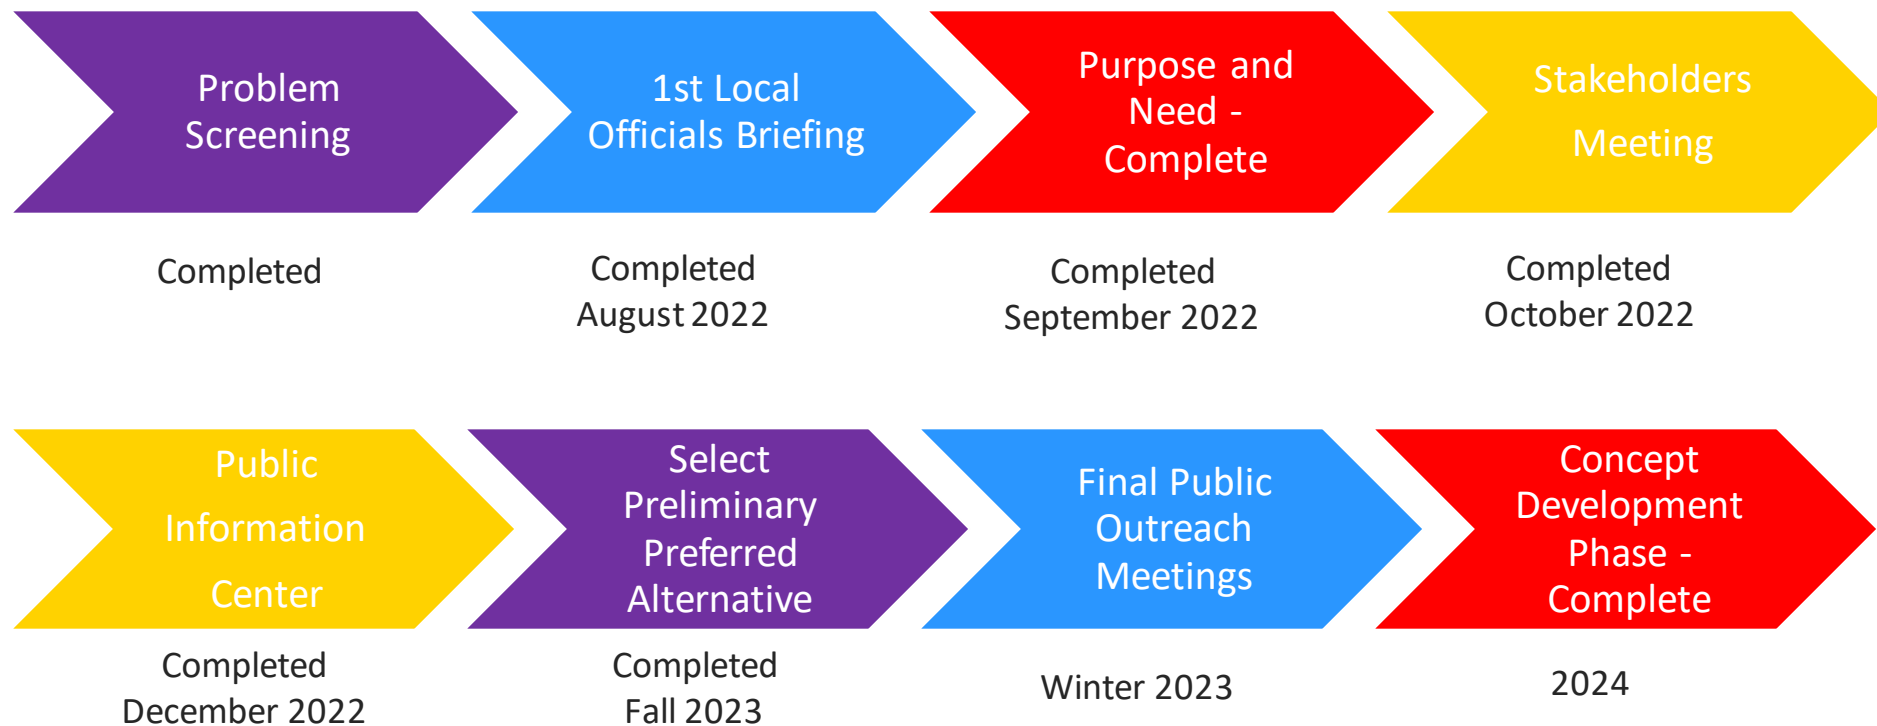 Problem
Screening
1st Local
Officials Briefing
Purpose and
Need -
Complete
Stakeholders
Meeting
Completed
Completed
August 2022
Completed
September 2022
Completed
October 2022
Public
Information
Center
Select
Preliminary
Preferred
Alternative
Final Public
Outreach
Meetings
Concept
Development
Phase -
Complete
Completed
December 2022
Completed
Fall 2023
Winter 2023
2024